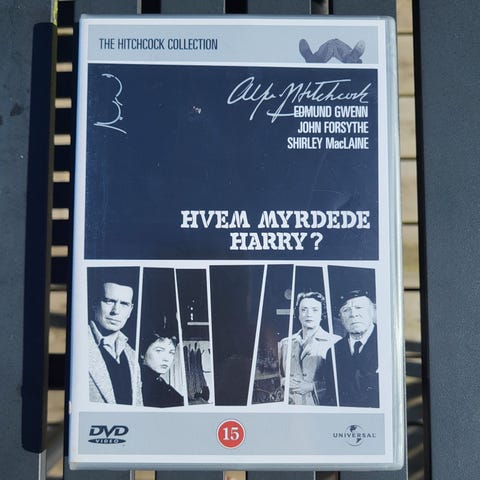 THE HITCHCOCK COLLECTION
Alfred Hitchcock
EDMUND GWENN
JOHN FORSYTHE
SHIRLEY MacLAINE
HVEM MYRDEDE
HARRY?
DVD
VIDEO
15
UNIVERSAL